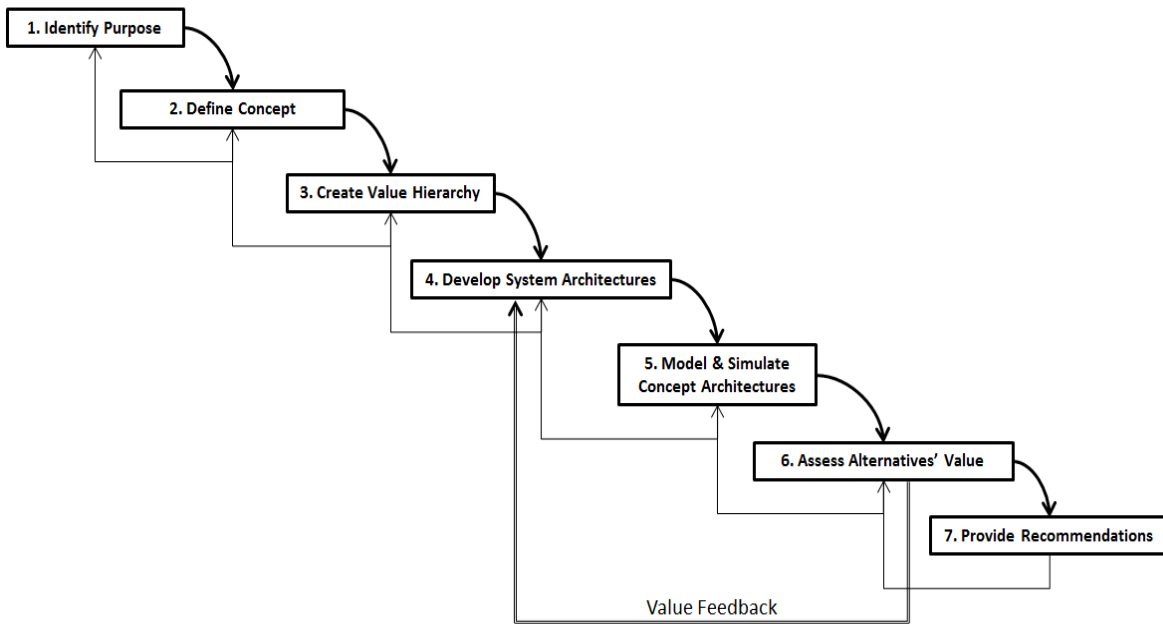 1. Identify Purpose
2. Define Concept
3. Create Value Hierarchy
4. Develop System Architectures
5. Model & Simulate
Concept Architectures
6. Assess Alternatives’ Value
7. Provide Recommendations
Value Feedback